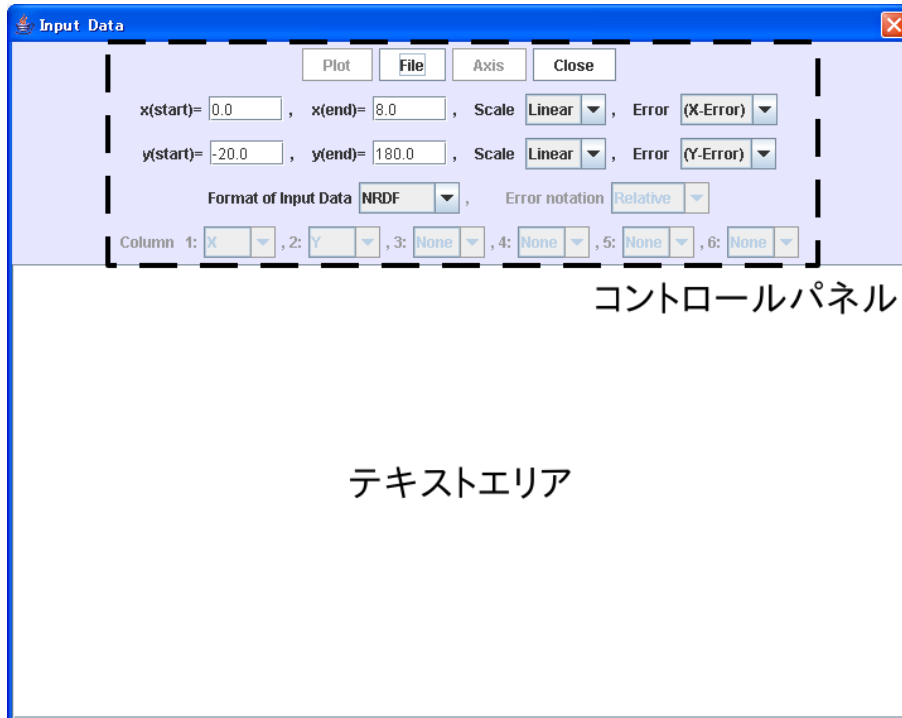 Input Data
Plot File Axis Close
x(start)= 0.0 , x(end)= 8.0 , Scale Linear , Error (X-Error)
y(start)= -20.0 , y(end)= 180.0 , Scale Linear , Error (Y-Error)
Format of Input Data NRDF , Error notation Relative
Column 1: X , 2: Y , 3: None , 4: None , 5: None , 6: None
コントロールパネル
テキストエリア